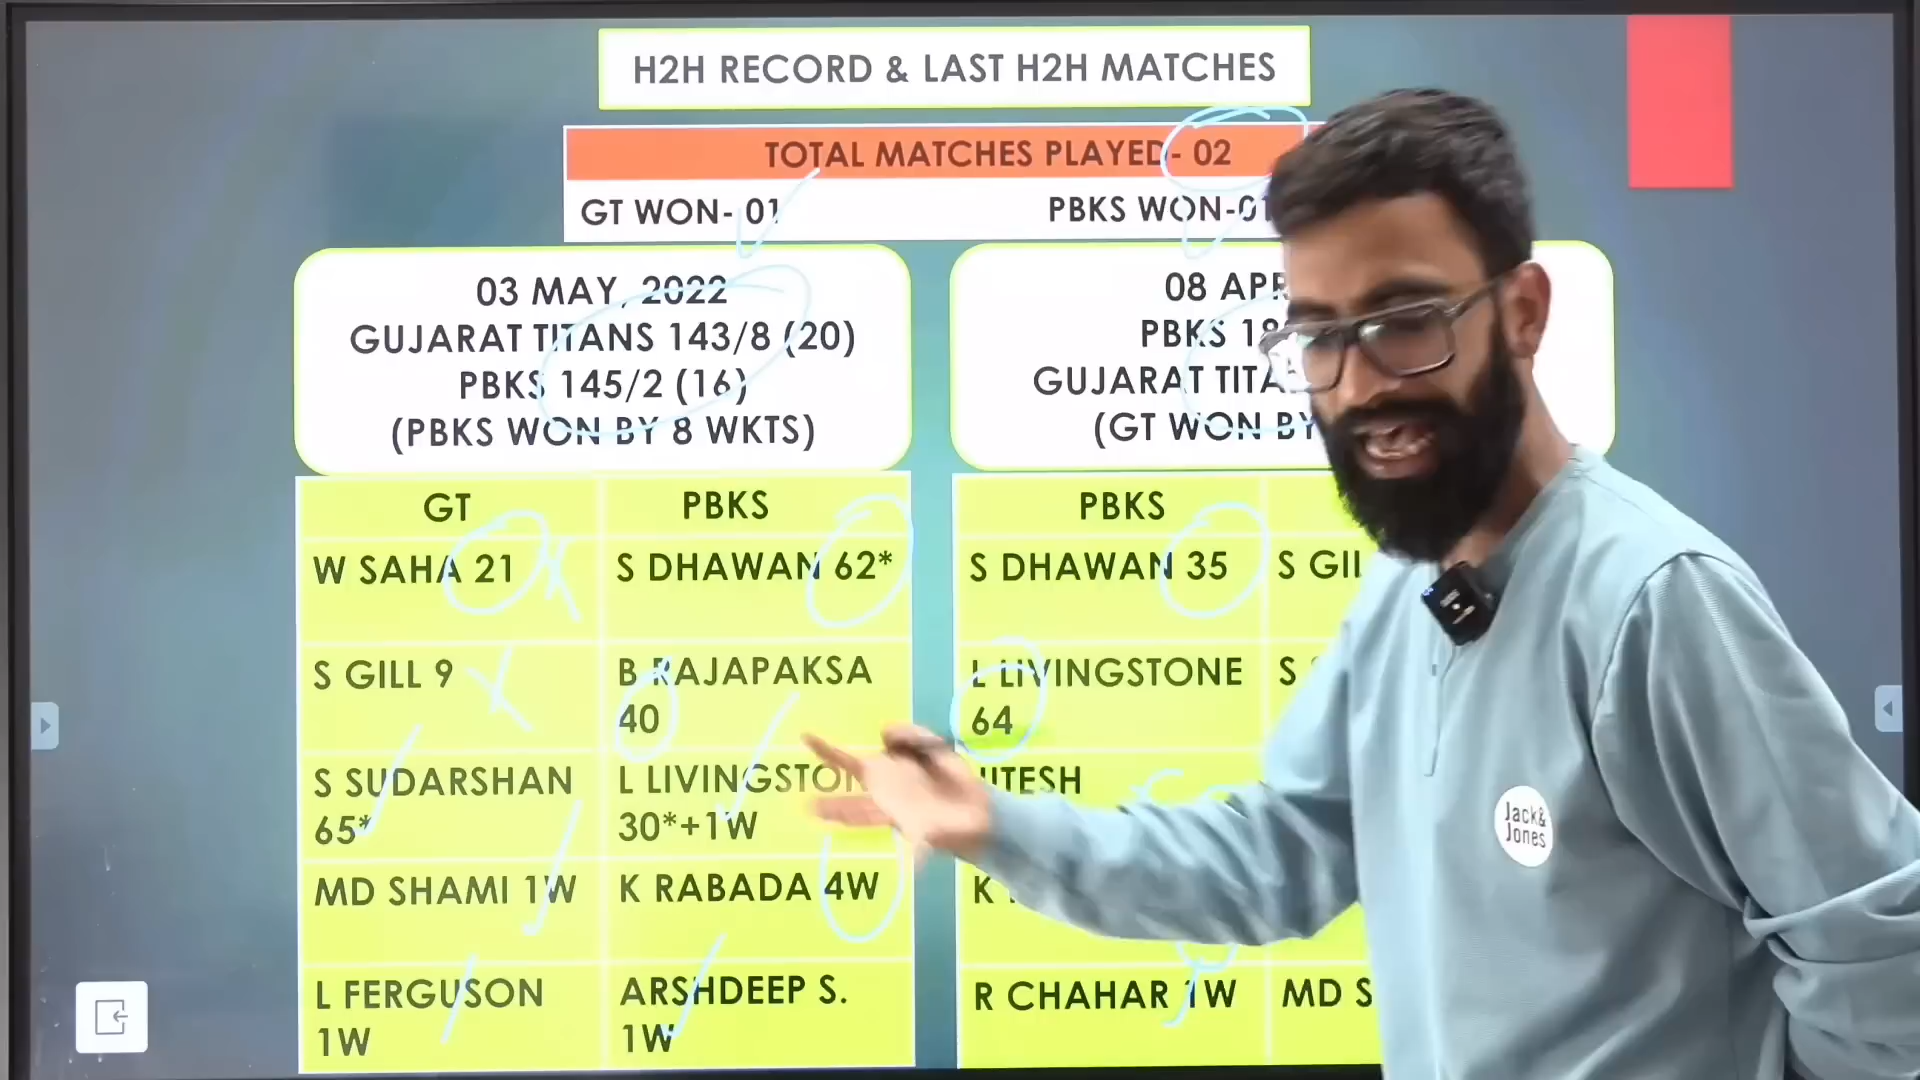 H2H RECORD & LAST H2H MATCHES
TOTAL MATCHES PLAYED- 02
GT WON- 01
PBKS WON-01
03 MAY, 2022
GUJARAT TITANS 143/8 (20)
PBKS 145/2 (16)
(PBKS WON BY 8 WKTS)
08
PBKS
GUJARAT
(GT WON BY
GT
PBKS
W SAHA 21
S DHAWAN 62*
S GILL 9
B RAJAPAKSA
40
S SUDARSHAN
65*
L
30*+1W
MD SHAMI 1W
K RABADA 4W
L FERGUSON
1W
ARSHDEEP S.
1W
PBKS
S DHAWAN 35
S
L LIVINGSTONE
64
S
K
R CHAHAR 1W
MD
Jack&
Jones